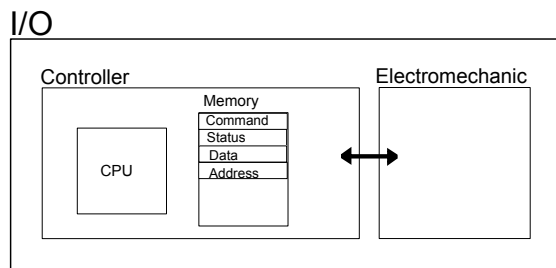 I/O
Controller
Electromechanic
Memory
Command
Status
Data
Address
CPU